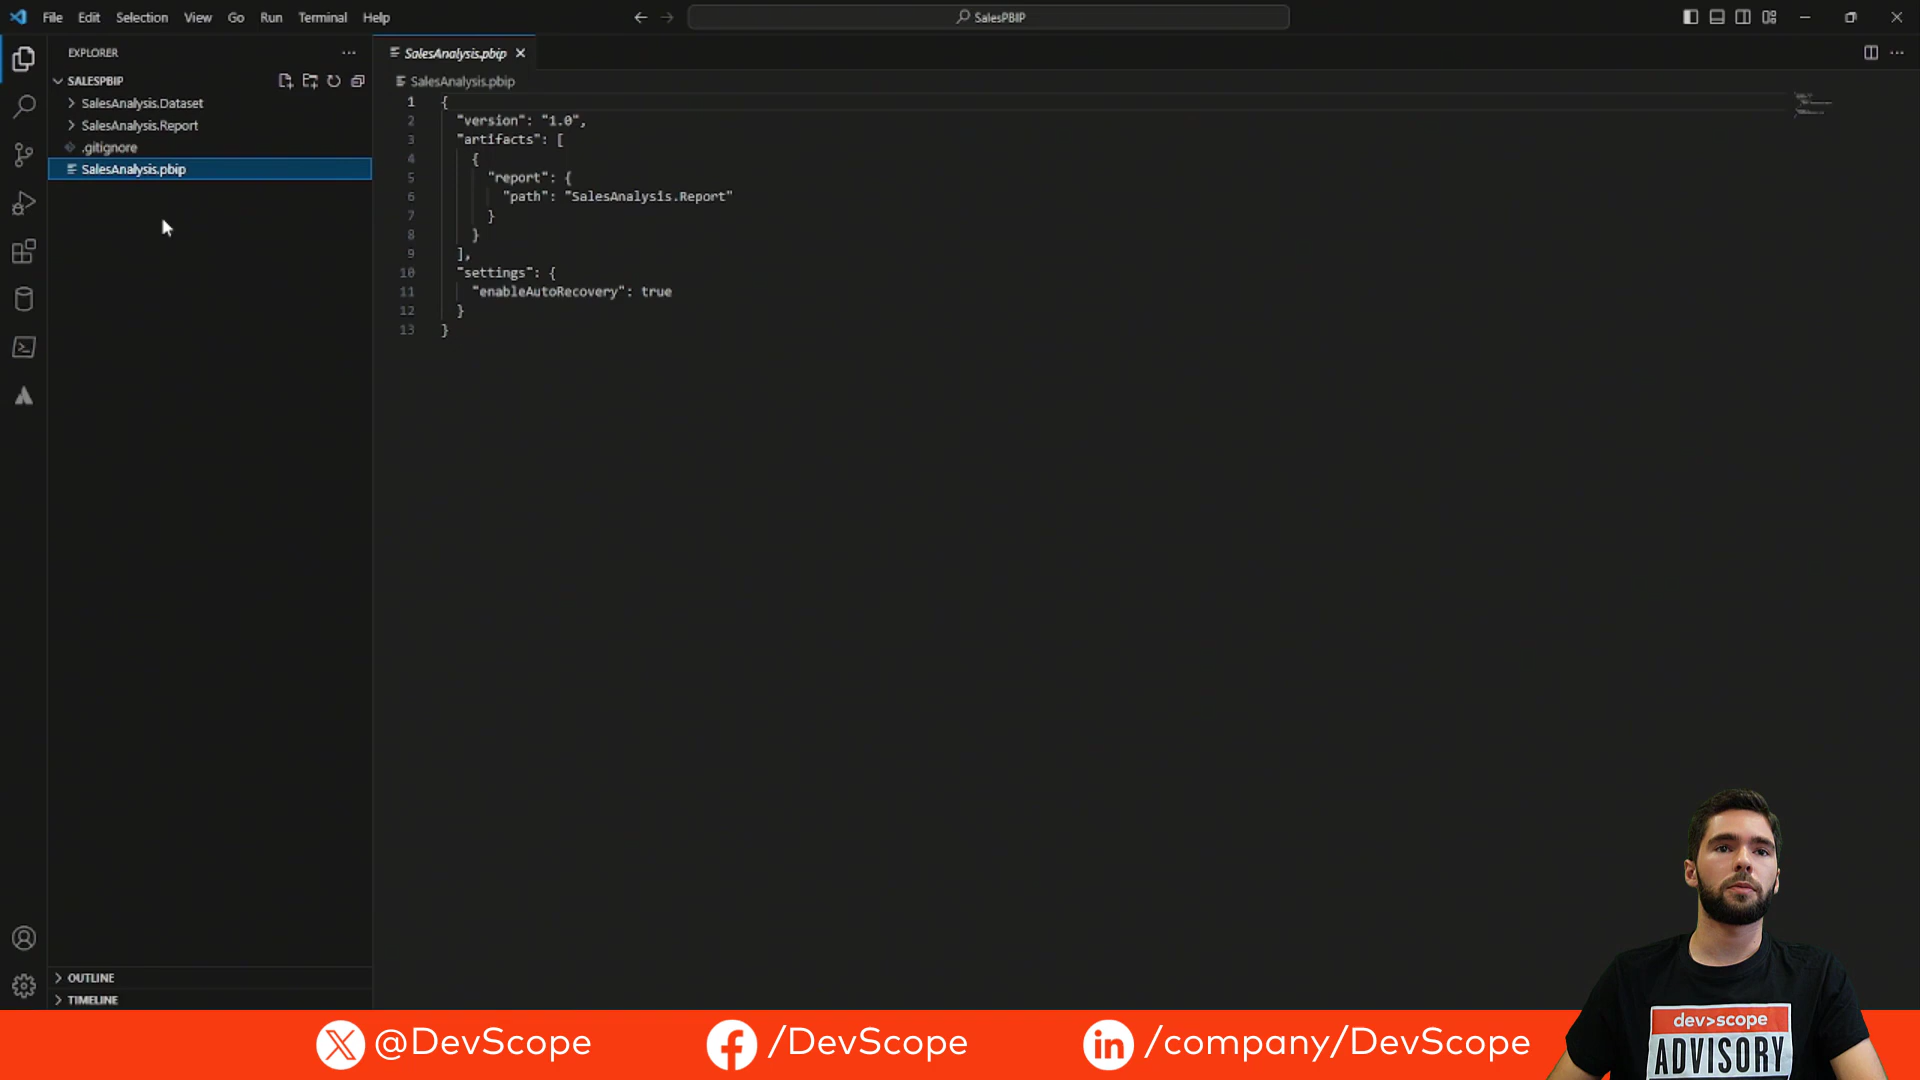 File Edit Selection View Go Run Terminal Help
SalesPBIP
EXPLORER
SALESPBIP
SalesAnalysis.Dataset
SalesAnalysis.Report
.gitignore
SalesAnalysis.pbip
OUTLINE
TIMELINE
SalesAnalysis.pbip
SalesAnalysis.pbip
1 {
2 "version": "1.0",
3 "artifacts": [
4 {
5 "report": {
6 "path": "SalesAnalysis.Report"
7 }
8 }
9 ],
10 "settings": {
11 "enableAutoRecovery": true
12 }
13 }
dev>scope
ADVISORY
@DevScope
/DevScope
in /company/DevScope